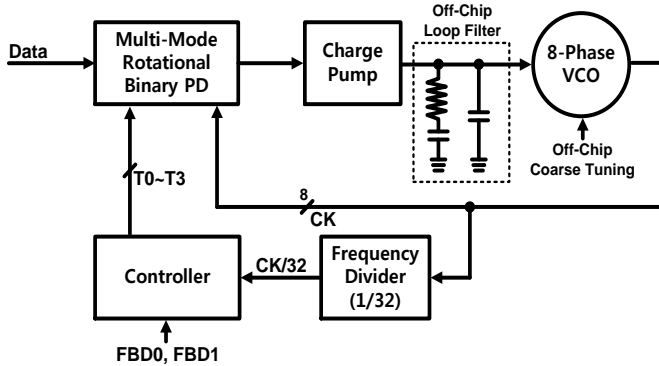 Off-Chip
Loop Filter
Data
Multi-Mode
Rotational
Binary PD
Charge
Pump
8-Phase
VCO
Off-Chip
Coarse Tuning
T0~T3
8
CK
Controller
CK/32
Frequency
Divider
(1/32)
FBD0, FBD1